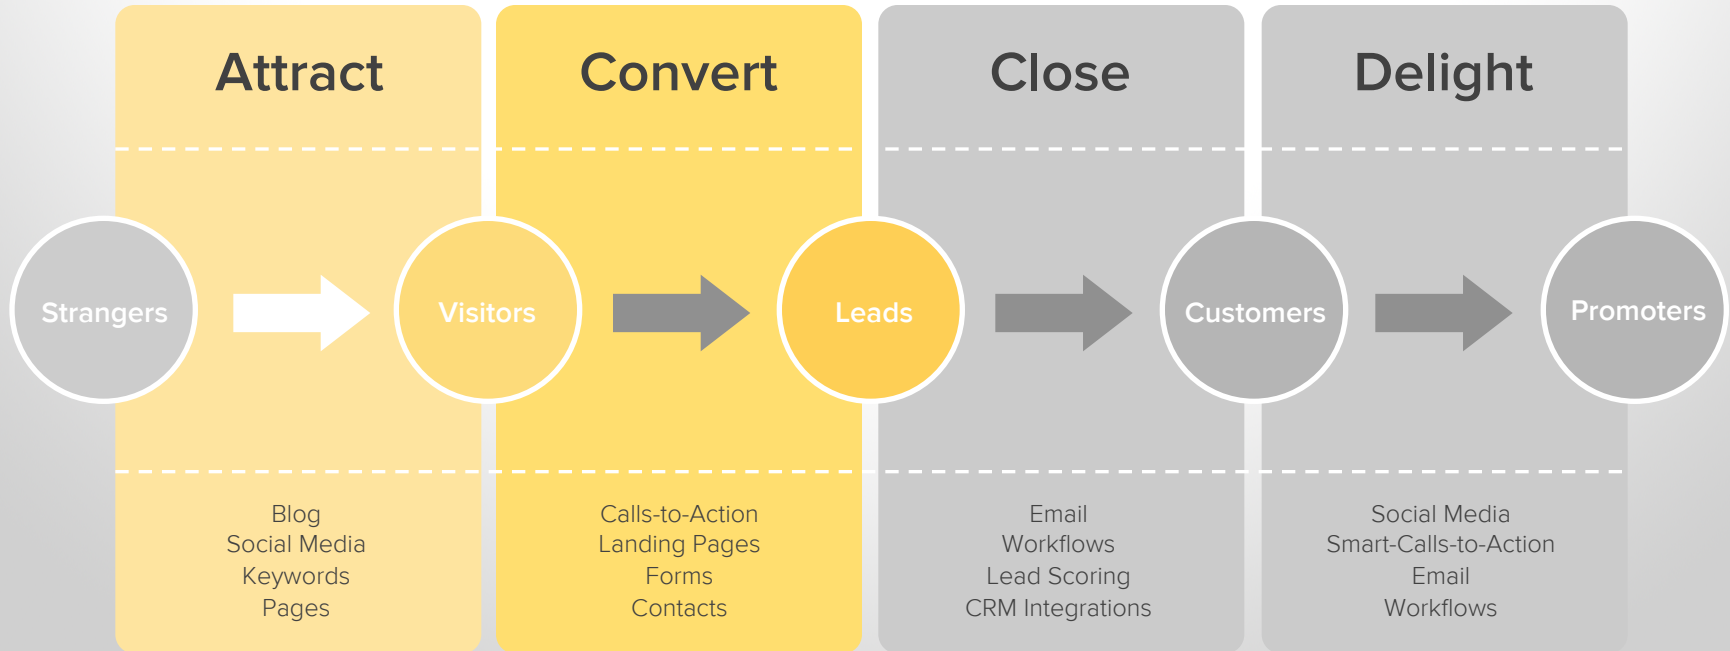 Attract
Convert
Close
Delight
Strangers
Visitors
Leads
Customers
Promoters
Blog
Social Media
Keywords
Pages
Calls-to-Action
Landing Pages
Forms
Contacts
Email
Workflows
Lead Scoring
CRM Integrations
Social Media
Smart-Calls-to-Action
Email
Workflows